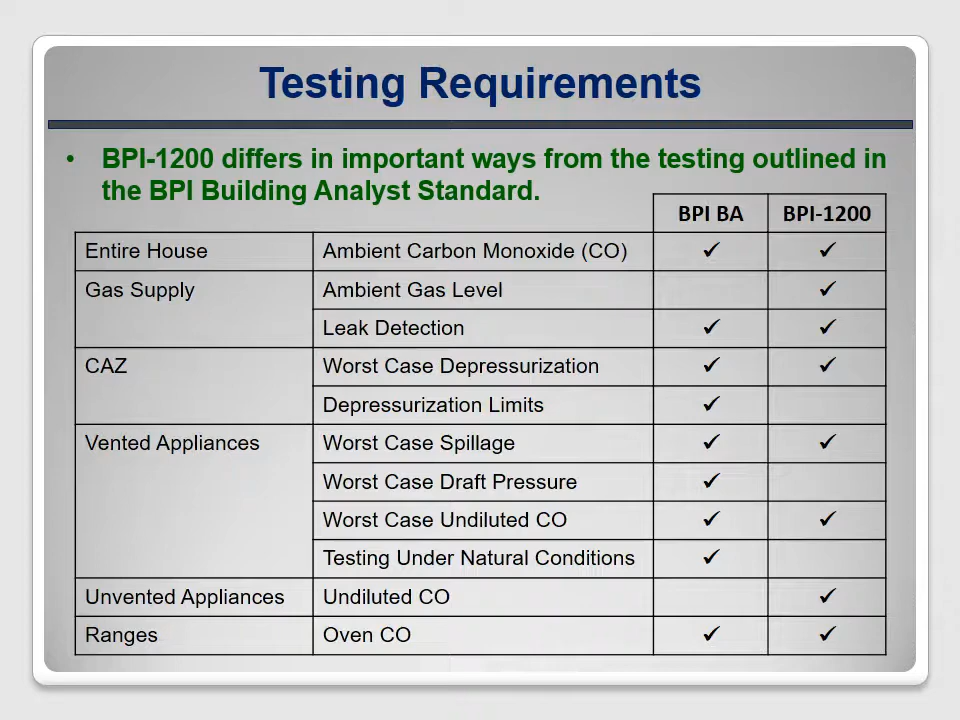 Testing Requirements
• BPI-1200 differs in important ways from the testing outlined in
the BPI Building Analyst Standard.
BPI BA BPI-1200
Entire House Ambient Carbon Monoxide (CO) ✓ ✓
Gas Supply Ambient Gas Level ✓
Leak Detection ✓ ✓
CAZ Worst Case Depressurization ✓ ✓
Depressurization Limits ✓
Vented Appliances Worst Case Spillage ✓ ✓
Worst Case Draft Pressure ✓
Worst Case Undiluted CO ✓ ✓
Testing Under Natural Conditions ✓
Unvented Appliances Undiluted CO ✓
Ranges Oven CO ✓ ✓